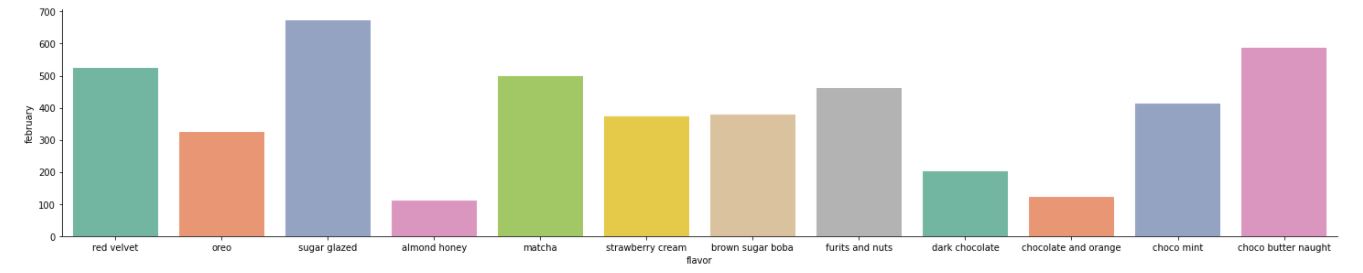 700
600
500
400
300
200
100
0
february
red velvet oreo sugar glazed almond honey matcha strawberry cream brown sugar boba furits and nuts dark chocolate chocolate and orange choco mint choco butter naught
flavor